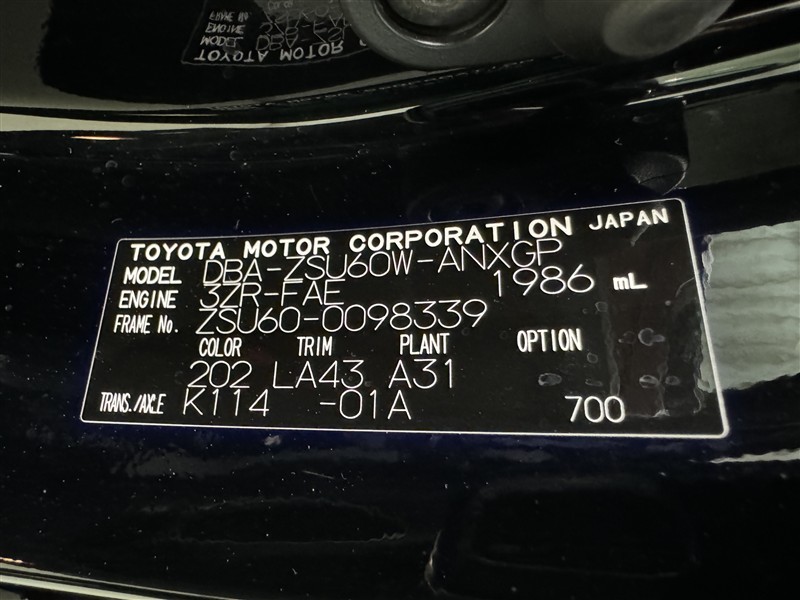 TOYOTA MOTOR CORPORATION JAPAN
MODEL DBA-ZSU60W-ANXGP
ENGINE 3ZR-FAE 1986 mL
FRAME No. ZSU60-0098339
COLOR TRIM PLANT OPTION
202 LA43 A31
TRANS./AXLE K114 -01A 700